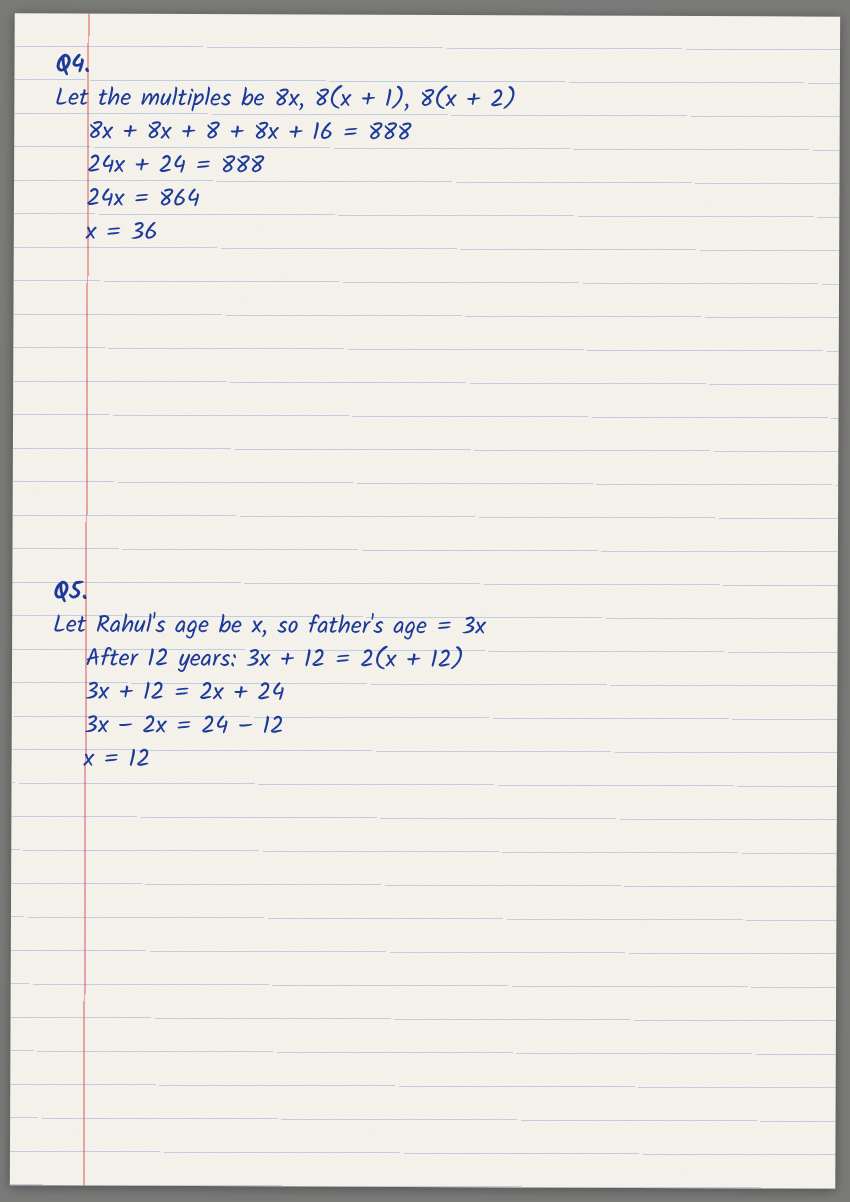 Q4.
Let the multiples be 8x, 8(x + 1), 8(x + 2)
8x + 8x + 8 + 8x + 16 = 888
24x + 24 = 888
24x = 864
x = 36
Q5.
Let Rahul's age be x, so father's age = 3x
After 12 years: 3x + 12 = 2(x + 12)
3x + 12 = 2x + 24
3x − 2x = 24 − 12
x = 12